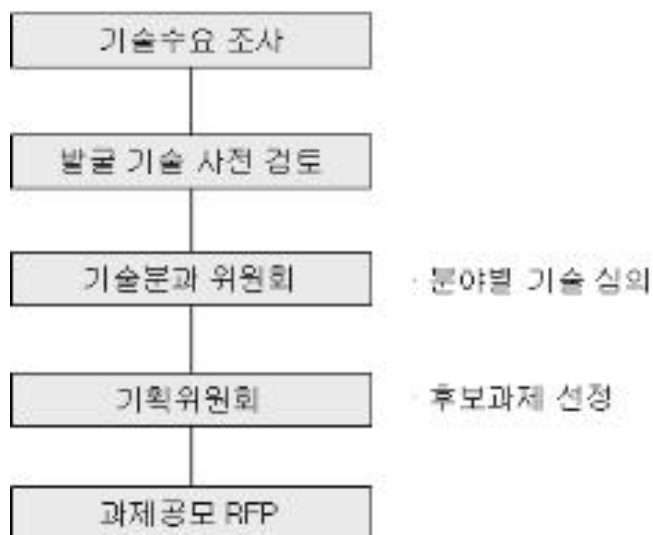 기술수요 조사
발굴 기술 사전 검토
기술분과 위원회
· 분야별 기술 심의
기획위원회
· 후보과제 선정
과제공모 RFP